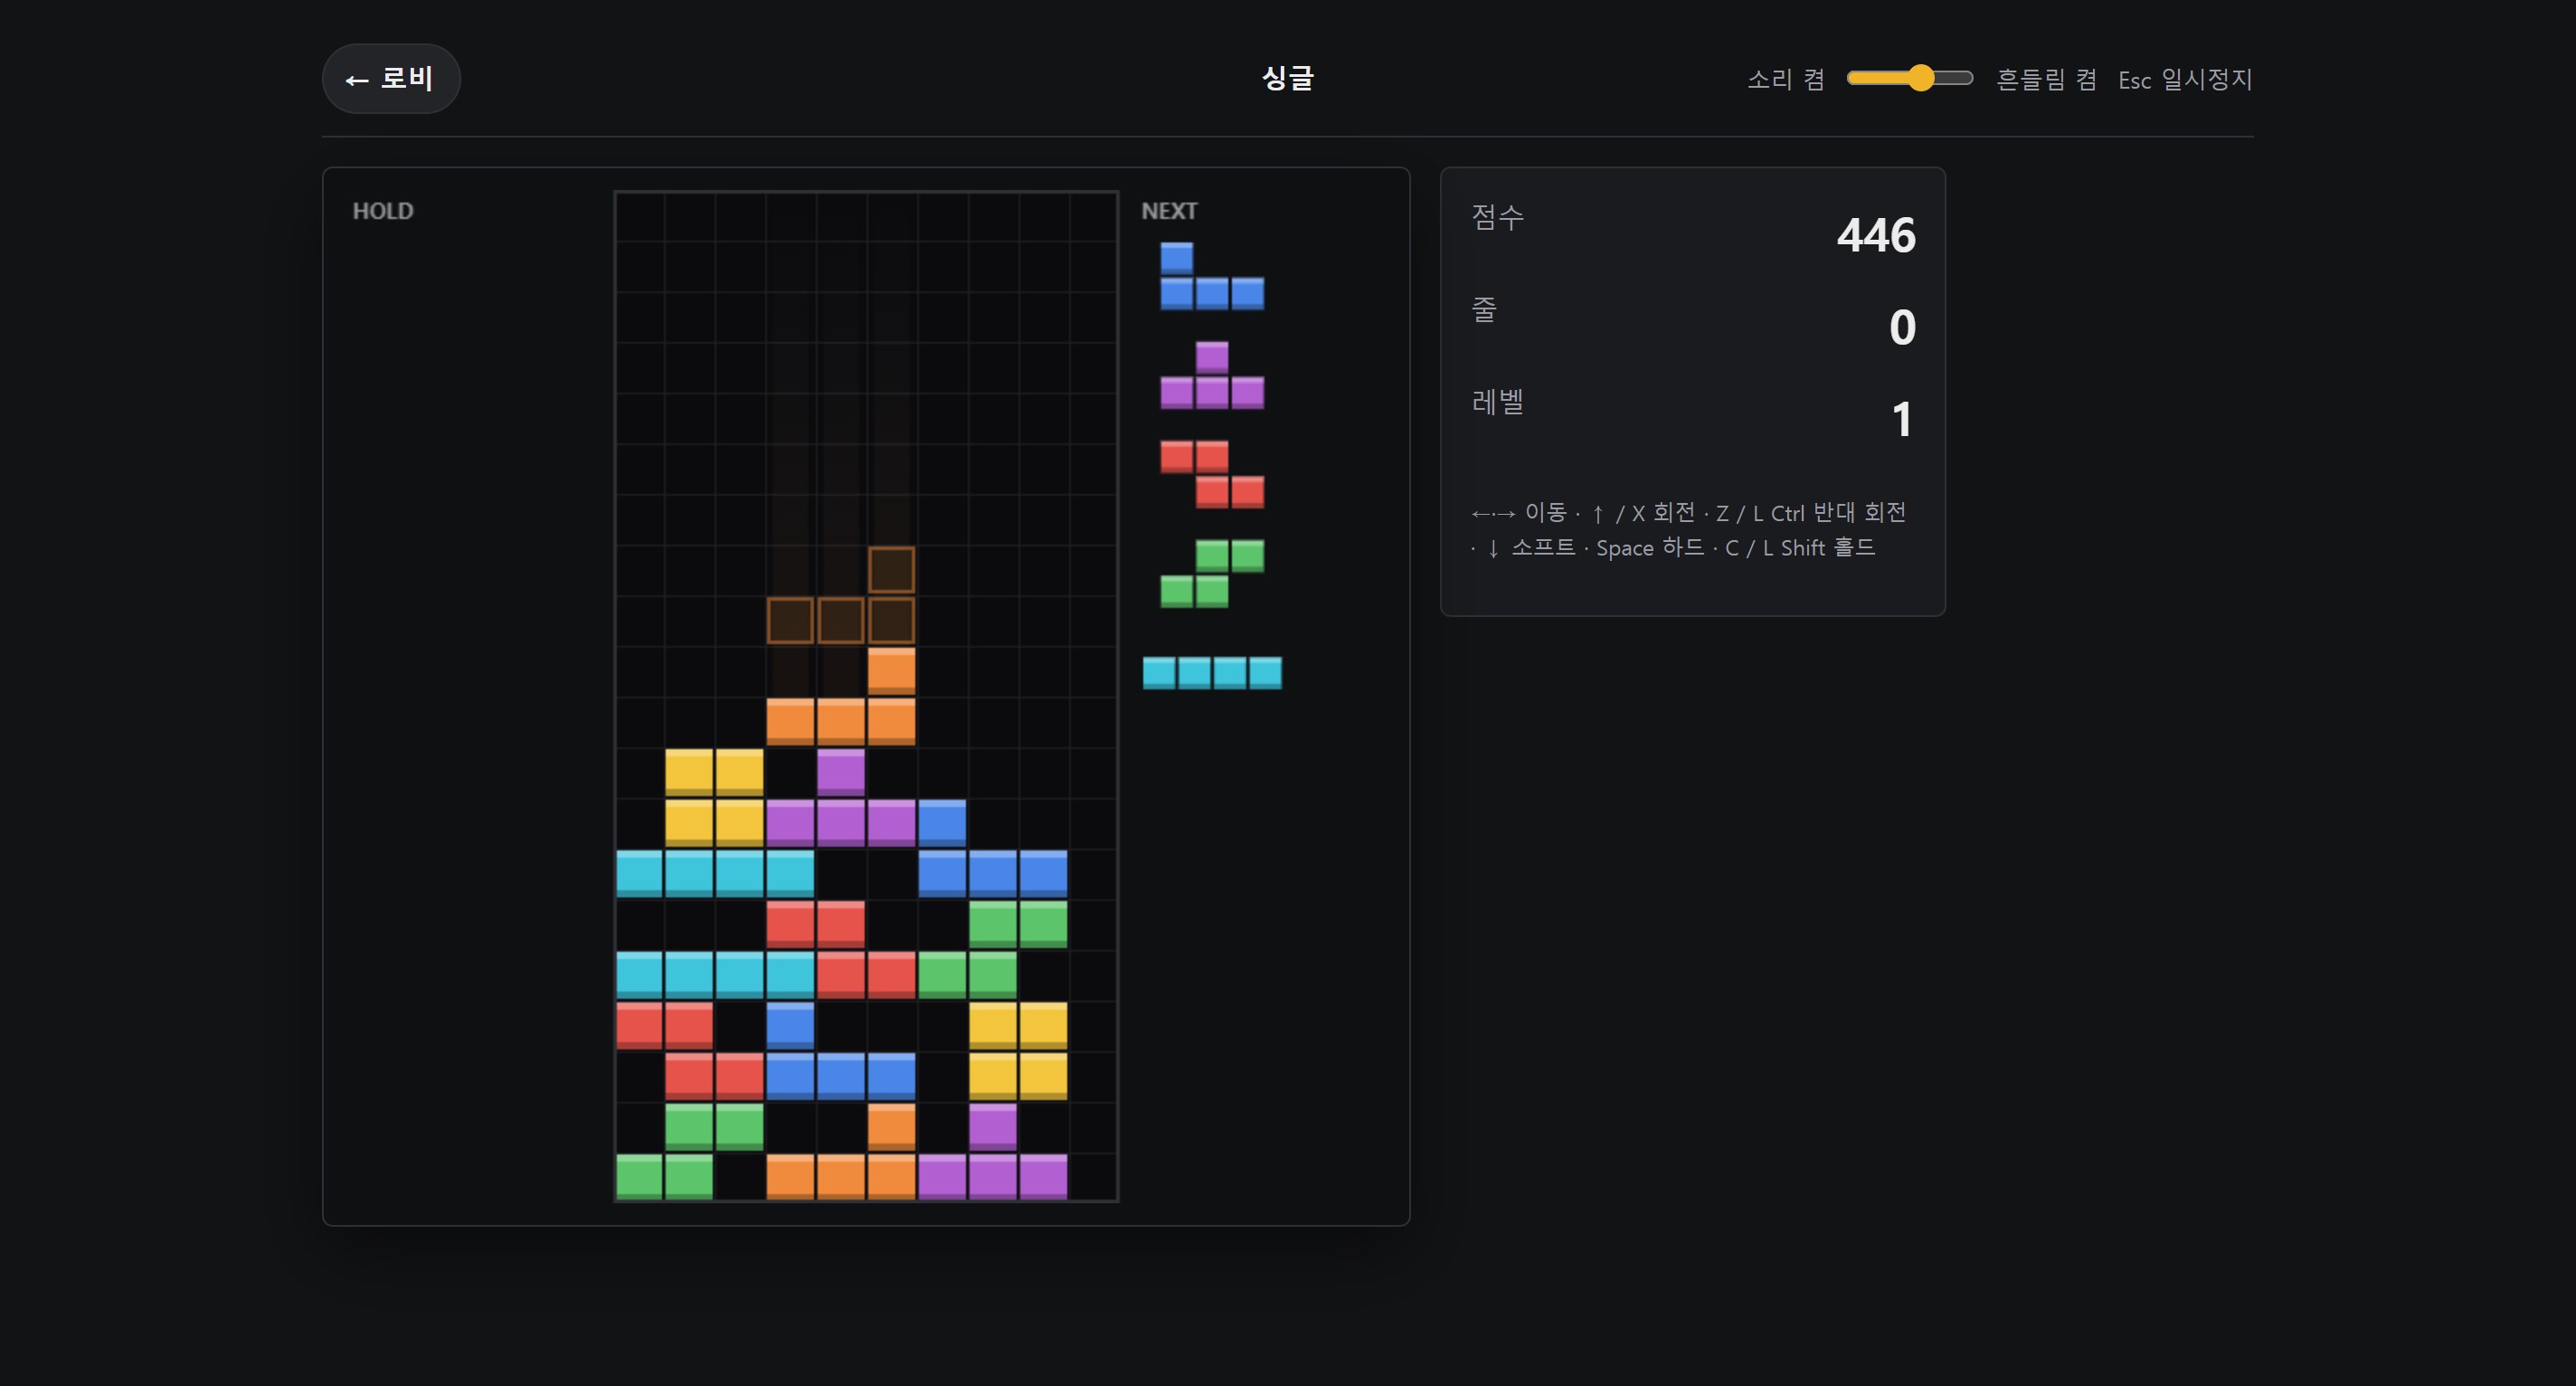 ← 로비
싱글
소리 켬
흔들림 켬
Esc 일시정지
HOLD
NEXT
점수
446
줄
0
레벨
1
←·→ 이동 · ↑ / X 회전 · Z / L Ctrl 반대 회전
· ↓ 소프트 · Space 하드 · C / L Shift 홀드